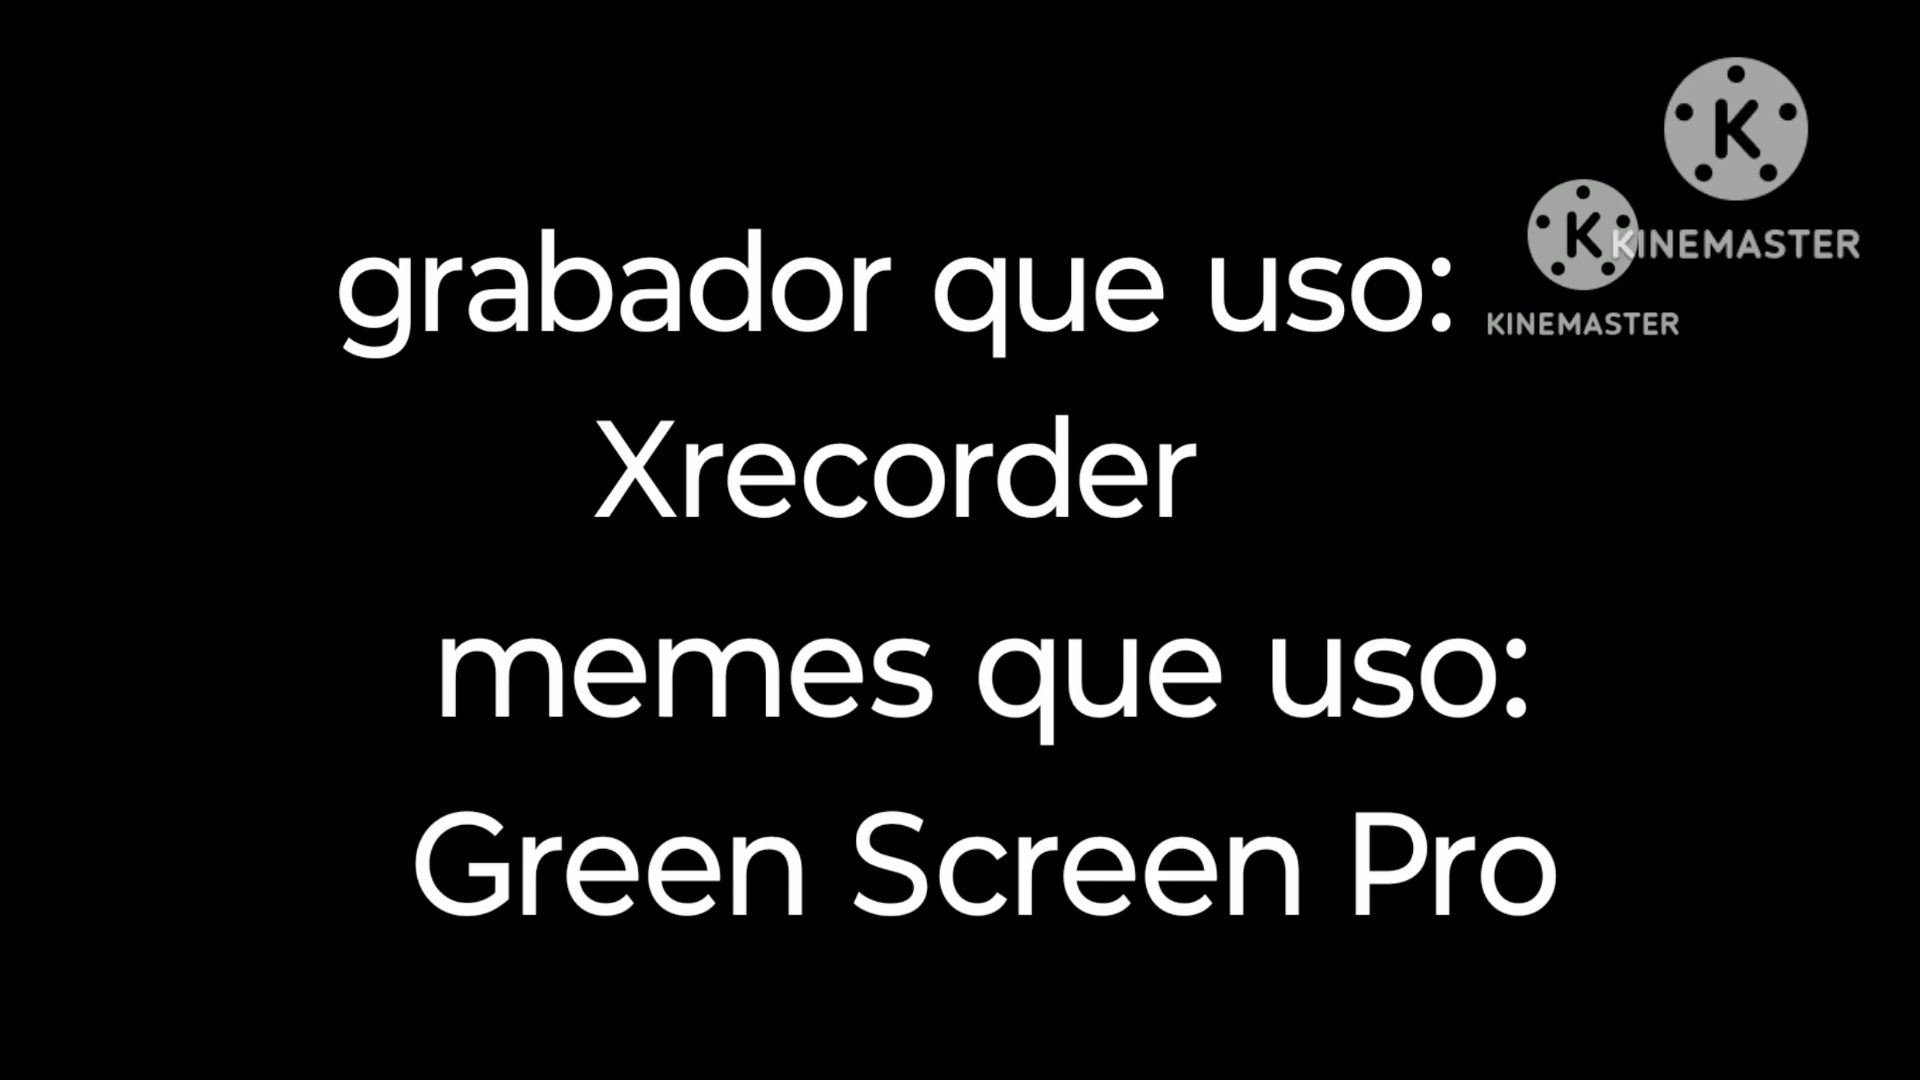 K
K KINEMASTER
grabador que uso:
KINEMASTER
Xrecorder
memes que uso:
Green Screen Pro